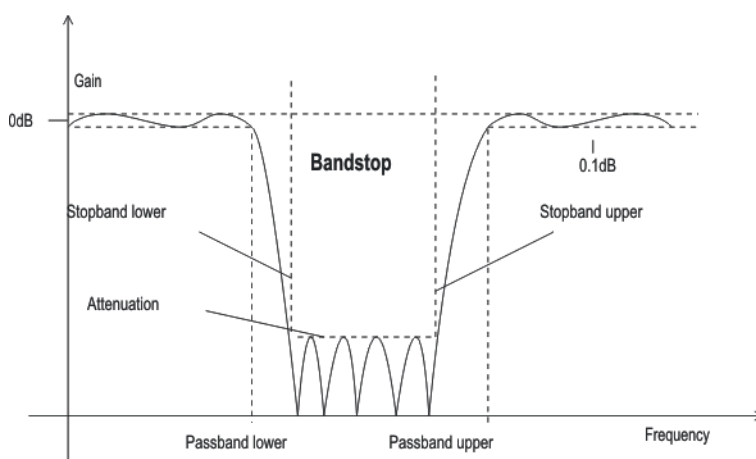 Gain
0dB
Bandstop
0.1dB
Stopband lower
Stopband upper
Attenuation
Passband lower
Passband upper
Frequency